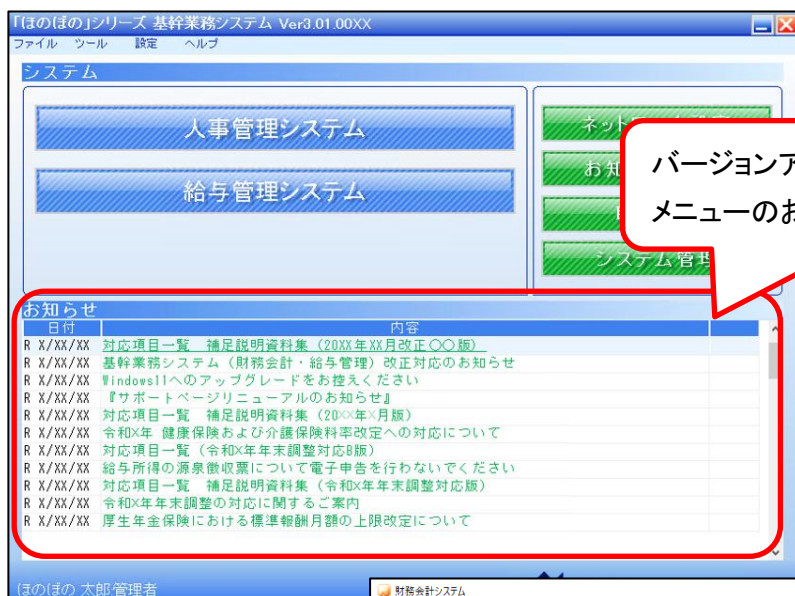 「ほのぼの」シリーズ 基幹業務システム Ver3.01.00XX
ファイル ツール 設定 ヘルプ
システム
人事管理システム
給与管理システム
ネット
お知
システム管理
バージョンア
メニューのお
お知らせ
日付 内容
R X/XX/XX 対応項目一覧 補足説明資料集（20XX年XX月改正〇〇版）
R X/XX/XX 基幹業務システム（財務会計・給与管理）改正対応のお知らせ
R X/XX/XX Windows11へのアップグレードをお控えください
R X/XX/XX 『サポートページリニューアルのお知らせ』
R X/XX/XX 対応項目一覧 補足説明資料集（20××年×月版）
R X/XX/XX 令和X年 健康保険および介護保険料率改定への対応について
R X/XX/XX 対応項目一覧（令和X年年末調整対応B版）
R X/XX/XX 給与所得の源泉徴収票について電子申告を行わないでください
R X/XX/XX 対応項目一覧 補足説明資料集（令和X年年末調整対応版）
R X/XX/XX 令和X年年末調整の対応に関するご案内
R X/XX/XX 厚生年金保険における標準報酬月額の上限改定について
ほのぼの 太郎管理者
財務会計システム